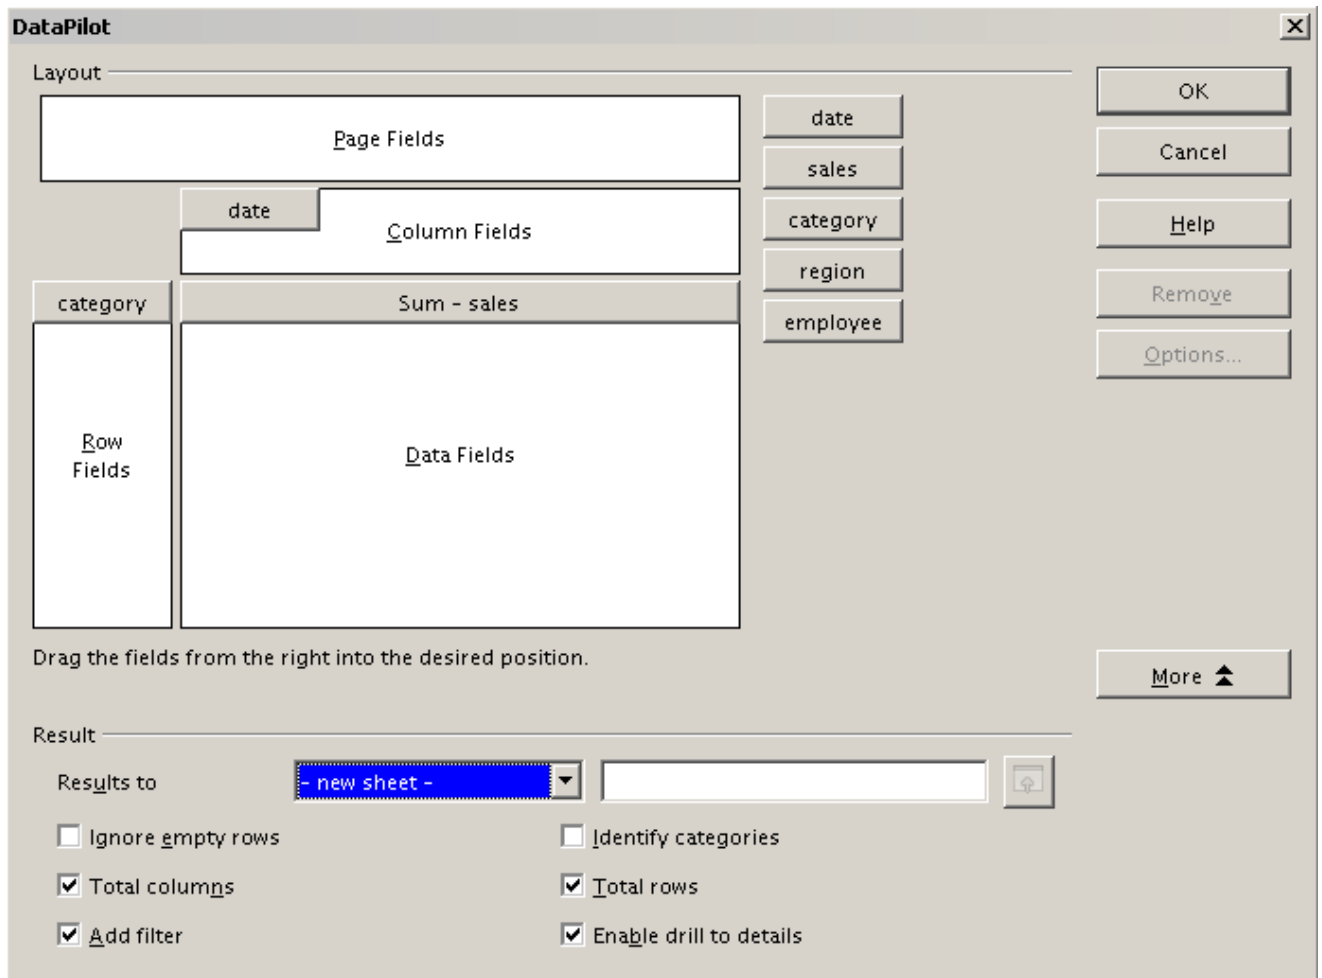 DataPilot
Layout
Page Fields
date
Column Fields
category
Sum - sales
Row
Fields
Data Fields
date
sales
category
region
employee
OK
Cancel
Help
Remove
Options...
Drag the fields from the right into the desired position.
More
Result
Results to
- new sheet -
Ignore empty rows
Identify categories
Total columns
Total rows
Add filter
Enable drill to details